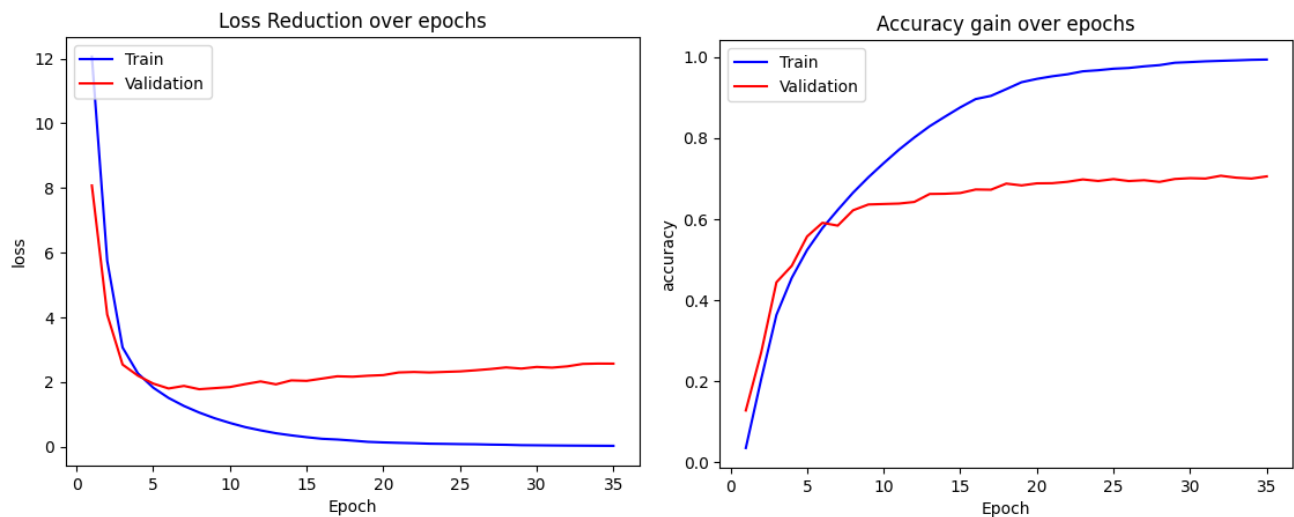 Loss Reduction over epochs
Train
Validation
12
10
8
6
4
2
0
loss
0 5 10 15 20 25 30 35
Epoch
Accuracy gain over epochs
Train
Validation
1.0
0.8
0.6
0.4
0.2
0.0
accuracy
0 5 10 15 20 25 30 35
Epoch